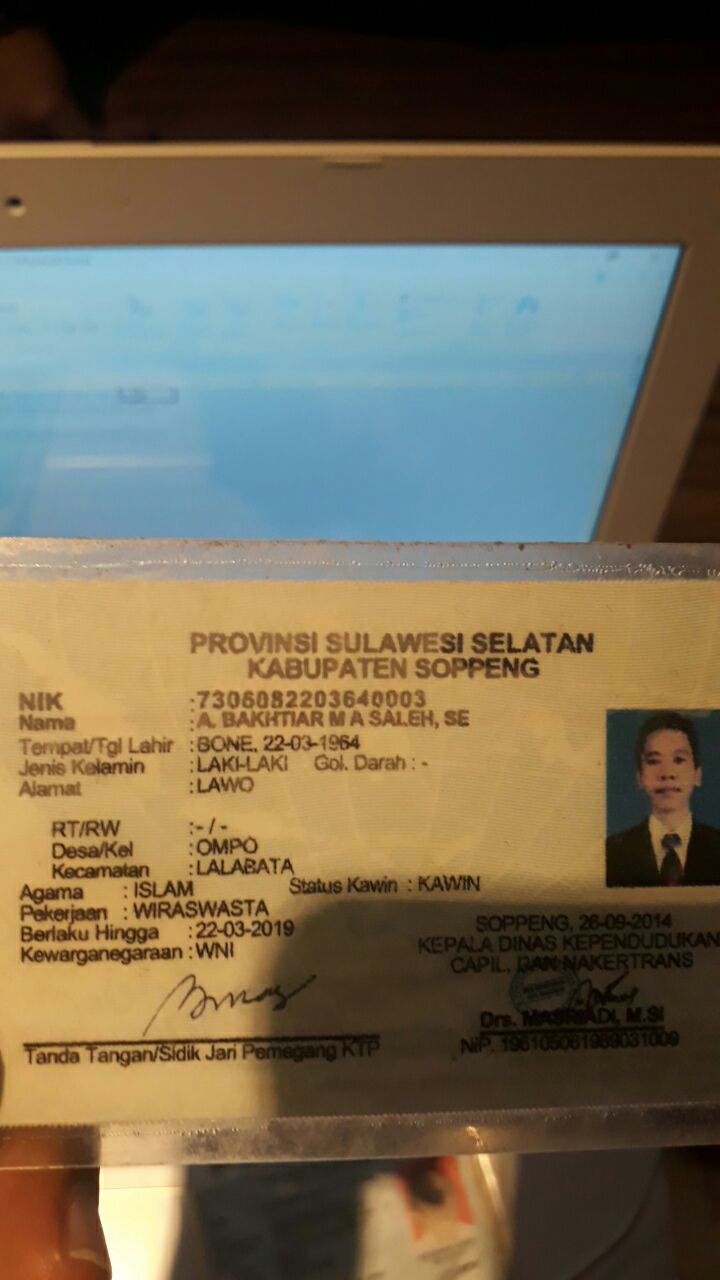 PROVINSI SULAWESI SELATAN
KABUPATEN SOPPENG
NIK :7306082203640003
Nama : A. BAKHTIAR M A SALEH, SE
Tempat/Tgl Lahir : BONE, 22-03-1964
Jenis Kelamin : LAKI-LAKI Gol. Darah : -
Alamat : LAWO
RT/RW :- / -
Desa/Kel : OMPO
Kecamatan : LALABATA
Agama : ISLAM Status Kawin : KAWIN
Pekerjaan : WIRASWASTA
Berlaku Hingga : 22-03-2019
Kewarganegaraan : WNI
SOPPENG, 26-09-2014
KEPALA DINAS KEPENDUDUKAN
CAPIL, DAN NAKERTRANS
Drs. MASRIADI, M.SI
NIP. 196105061989031009
Tanda Tangan/Sidik Jari Pemegang KTP